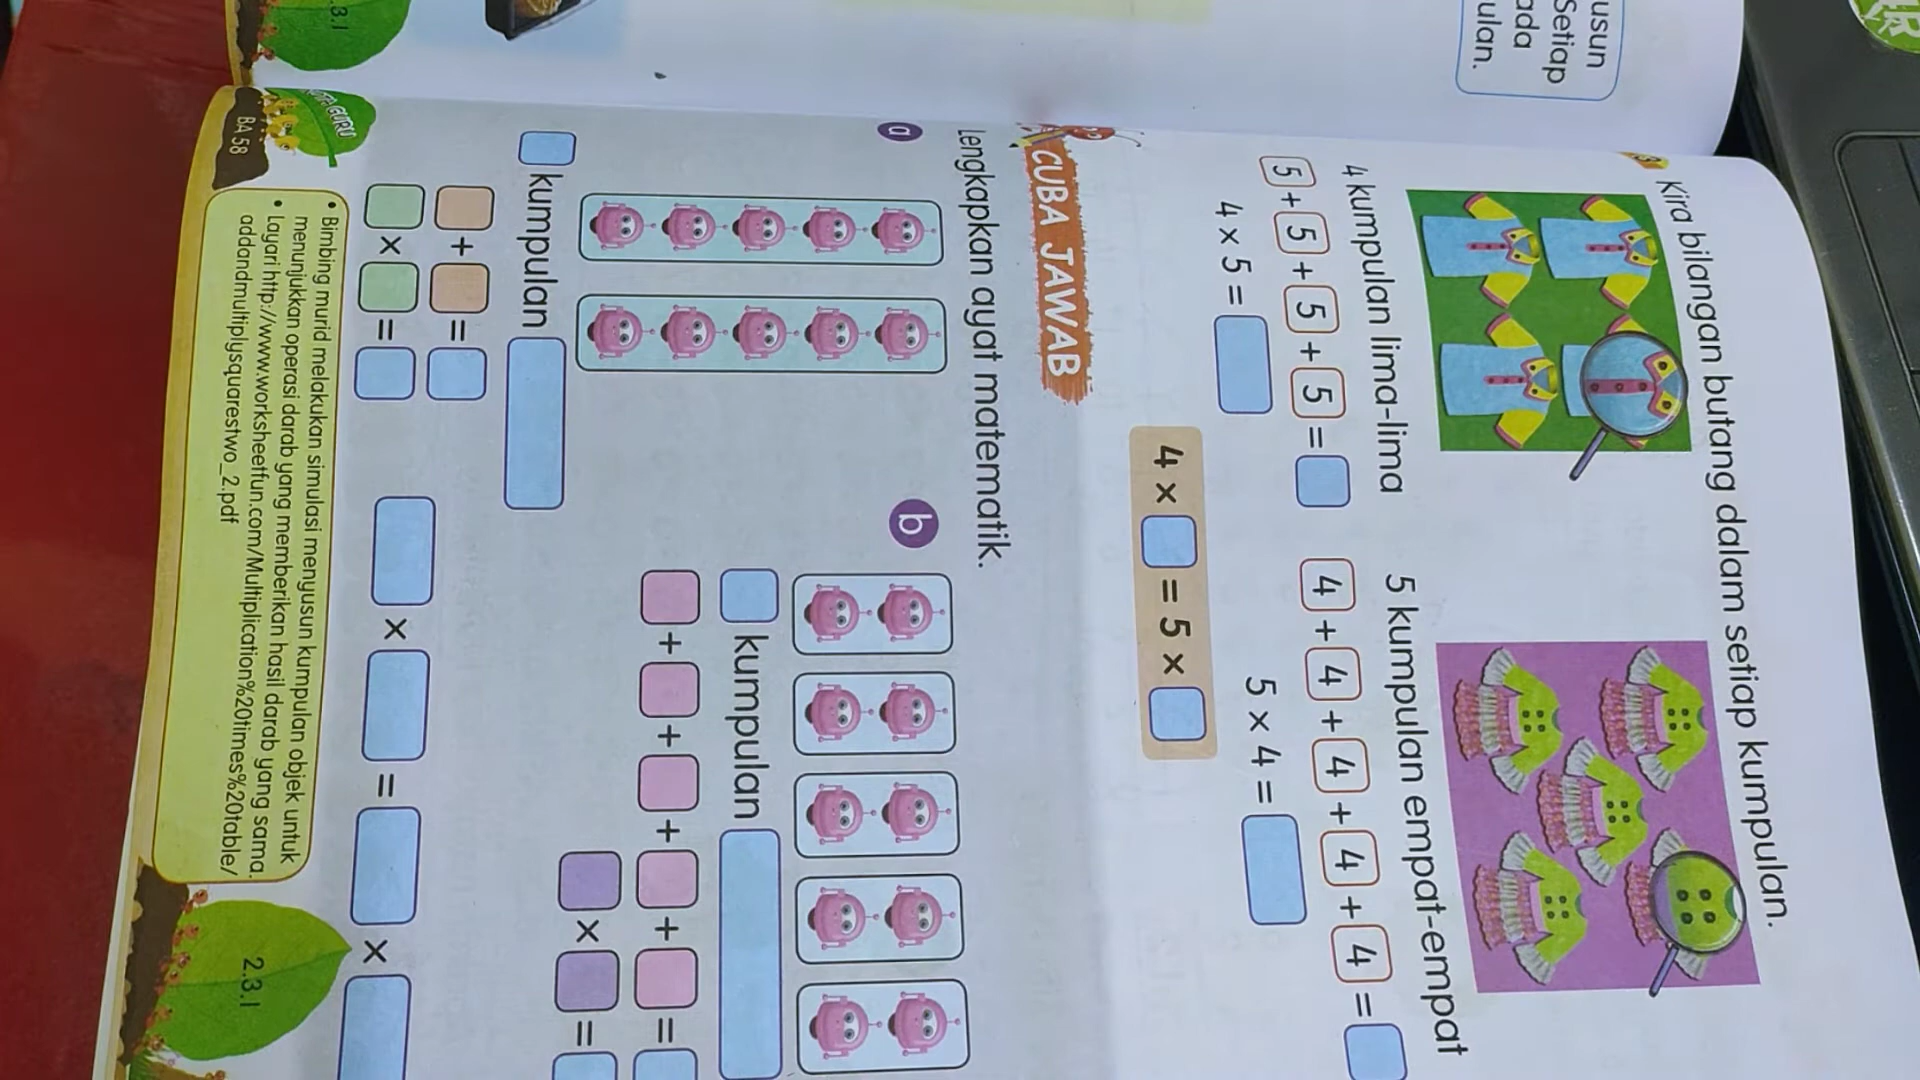 usun
Setiap
ada
ulan.
3.1
3
Kira bilangan butang dalam setiap kumpulan.
4 kumpulan lima-lima
5 + 5 + 5 + 5 =
4 × 5 =
5 kumpulan empat-empat
4 + 4 + 4 + 4 + 4 =
5 × 4 =
4 × = 5 ×
CUBA JAWAB
Lengkapkan ayat matematik.
a
kumpulan
+ =
× =
b
kumpulan
+ + + + =
× =
× = ×
NOTA GURU
• Bimbing murid melakukan simulasi menyusun kumpulan objek untuk
menunjukkan operasi darab yang memberikan hasil darab yang sama.
• Layari http://www.worksheetfun.com/Multiplication%20times%20table/
addandmultiplysquarestwo_2.pdf
BA 58
2.3.1